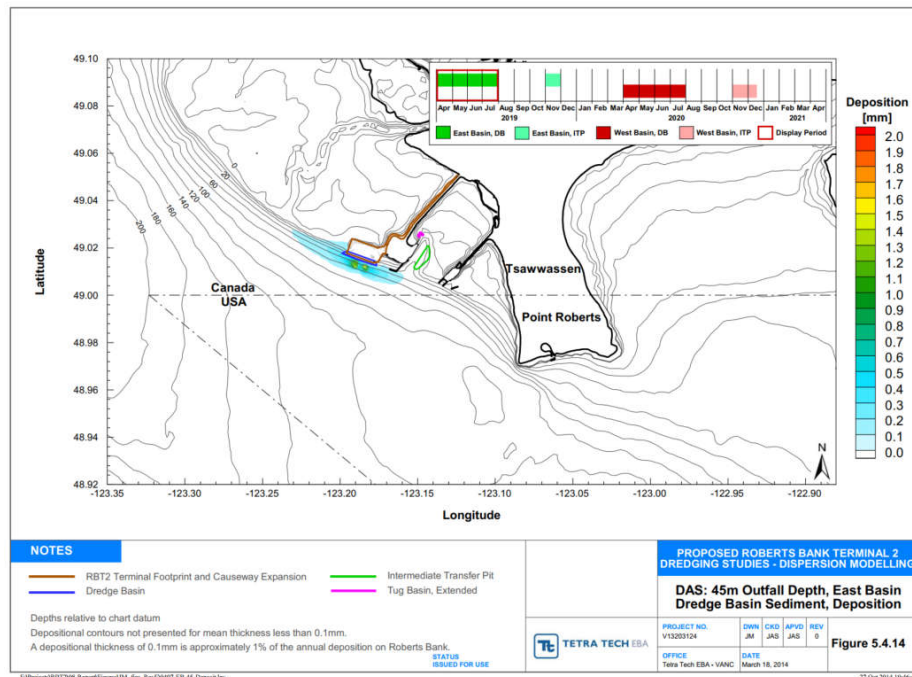 49.10
49.08
49.06
49.04
49.02
49.00
48.98
48.96
48.94
48.92
Latitude
-123.35
-123.30
-123.25
-123.20
-123.15
-123.10
-123.05
-123.00
-122.95
-122.90
Longitude
0
20
60
100
120
140
160
180
200
Canada
USA
Tsawwassen
Point Roberts
N
Apr May Jun Jul Aug Sep Oct Nov Dec Jan Feb Mar Apr May Jun Jul Aug Sep Oct Nov Dec Jan Feb Mar Apr
2019 2020 2021
East Basin, DB East Basin, ITP West Basin, DB West Basin, ITP Display Period
Deposition
[mm]
2.0
1.9
1.8
1.7
1.6
1.5
1.4
1.3
1.2
1.1
1.0
0.9
0.8
0.7
0.6
0.5
0.4
0.3
0.2
0.1
0.0
NOTES
RBT2 Terminal Footprint and Causeway Expansion
Dredge Basin
Intermediate Transfer Pit
Tug Basin, Extended
Depths relative to chart datum
Depositional contours not presented for mean thickness less than 0.1mm.
A depositional thickness of 0.1mm is approximately 1% of the annual deposition on Roberts Bank.
STATUS
ISSUED FOR USE
Tt TETRA TECH EBA
PROPOSED ROBERTS BANK TERMINAL 2
DREDGING STUDIES - DISPERSION MODELLING
DAS: 45m Outfall Depth, East Basin
Dredge Basin Sediment, Deposition
PROJECT NO.
V13203124
DWN
JM
CKD
JAS
APVD
JAS
REV
0
OFFICE
Tetra Tech EBA - VANC
DATE
March 18, 2014
Figure 5.4.14